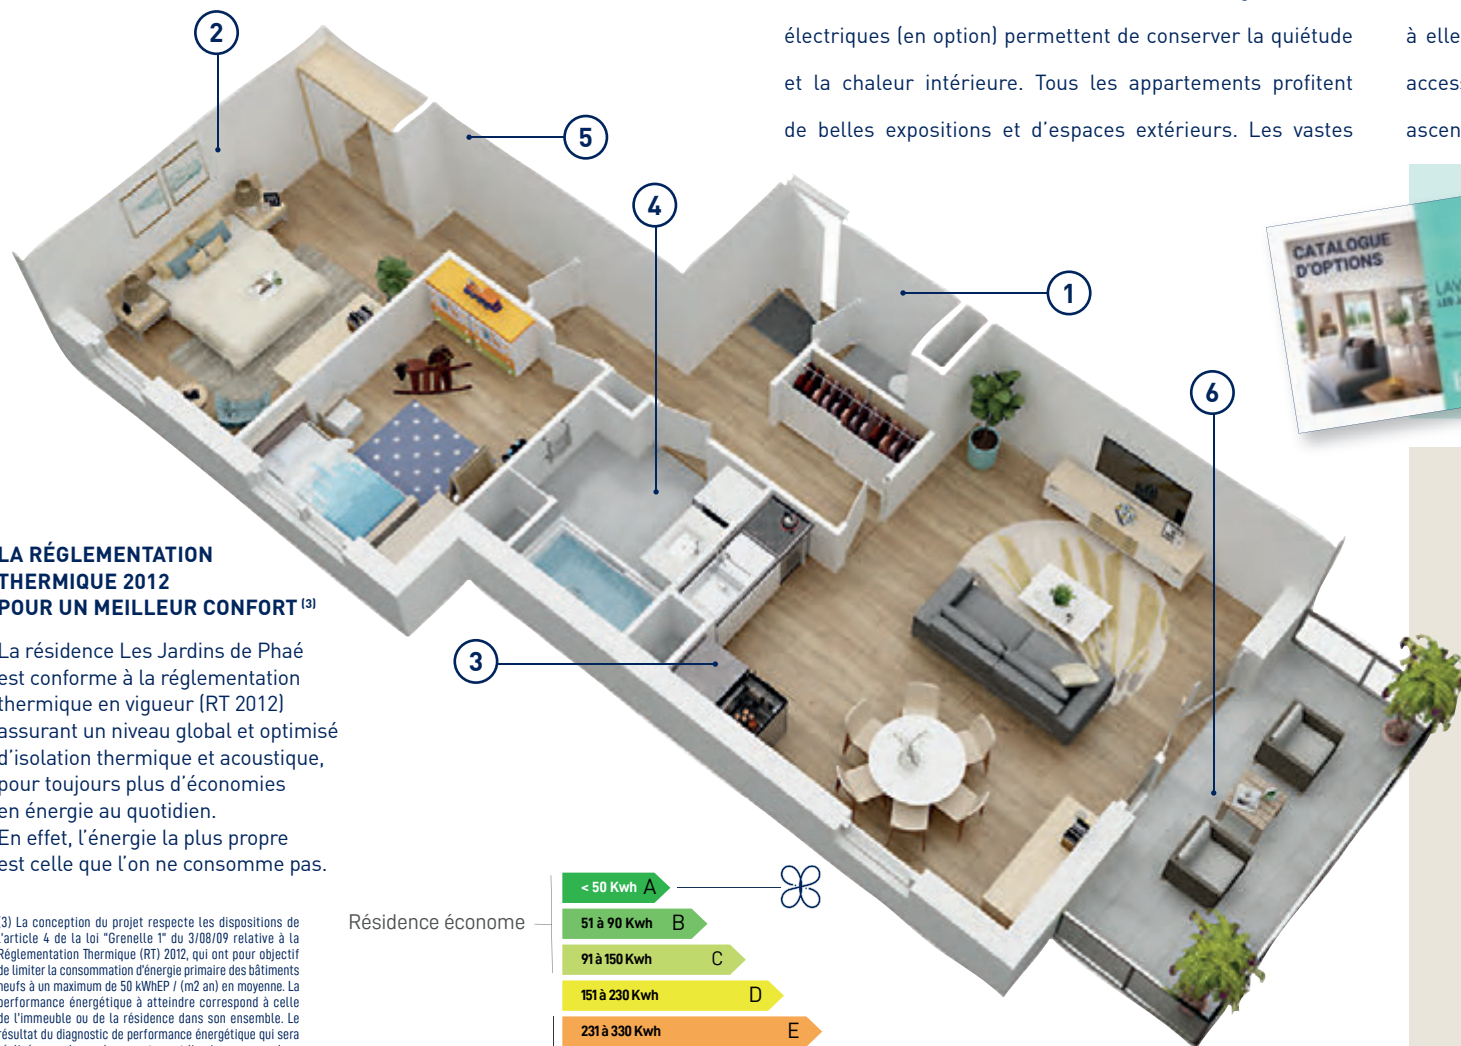 électriques (en option) permettent de conserver la quiétude
et la chaleur intérieure. Tous les appartements profitent
de belles expositions et d'espaces extérieurs. Les vastes
à elle
access
ascen
2
5
4
1
6
3
CATALOGUE
D'OPTIONS
LA RÉGLEMENTATION
THERMIQUE 2012
POUR UN MEILLEUR CONFORT (3)
La résidence Les Jardins de Phaé
est conforme à la réglementation
thermique en vigueur (RT 2012)
assurant un niveau global et optimisé
d'isolation thermique et acoustique,
pour toujours plus d'économies
en énergie au quotidien.
En effet, l'énergie la plus propre
est celle que l'on ne consomme pas.
(3) La conception du projet respecte les dispositions de
l'article 4 de la loi "Grenelle 1" du 3/08/09 relative à la
Réglementation Thermique (RT) 2012, qui ont pour objectif
de limiter la consommation d'énergie primaire des bâtiments
neufs à un maximum de 50 kWhEP / (m2 an) en moyenne. La
performance énergétique à atteindre correspond à celle
de l'immeuble ou de la résidence dans son ensemble. Le
résultat du diagnostic de performance énergétique qui sera
Résidence économe
< 50 Kwh A
51 à 90 Kwh B
91 à 150 Kwh C
151 à 230 Kwh D
231 à 330 Kwh E